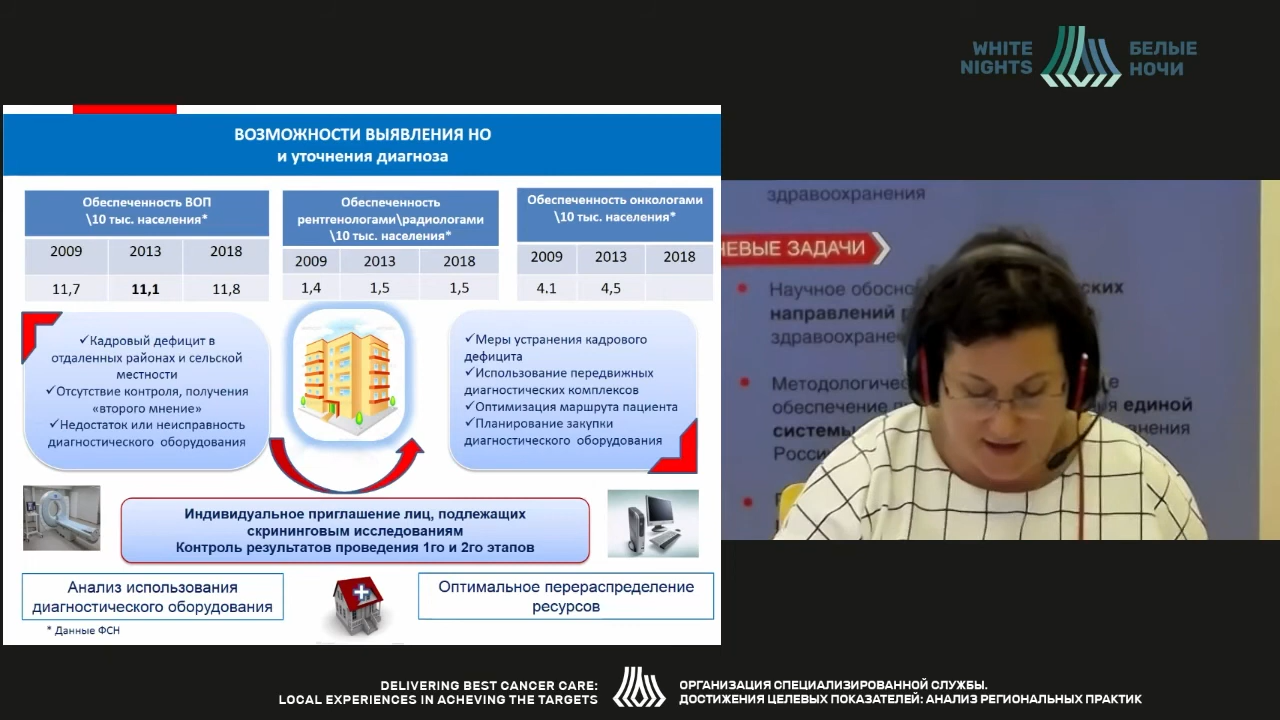 WHITE
NIGHTS
БЕЛЫЕ
НОЧИ
ВОЗМОЖНОСТИ ВЫЯВЛЕНИЯ НО
и уточнения диагноза
Обеспеченность ВОП
\10 тыс. населения*
2009 2013 2018
11,7 11,1 11,8
Обеспеченность
рентгенологами\радиологами
\10 тыс. населения*
2009 2013 2018
1,4 1,5 1,5
Обеспеченность онкологами
\10 тыс. населения*
2009 2013 2018
4.1 4,5
✓Кадровый дефицит в
отдаленных районах и сельской
местности
✓Отсутствие контроля, получения
«второго мнение»
✓Недостаток или неисправность
диагностического оборудования
✓Меры устранения кадрового
дефицита
✓Использование передвижных
диагностических комплексов
✓Оптимизация маршрута пациента
✓Планирование закупки
диагностического оборудования
Индивидуальное приглашение лиц, подлежащих
скрининговым исследованиям
Контроль результатов проведения 1го и 2го этапов
Анализ использования
диагностического оборудования
Оптимальное перераспределение
ресурсов
* Данные ФСН
здравоохранения
ЧЕВЫЕ ЗАДАЧИ
Научное обосно ских
направлений
здравоохране
Методологичес е
обеспечение единой
системы нения
Росси
DELIVERING BEST CANCER CARE:
LOCAL EXPERIENCES IN ACHEVING THE TARGETS
ОРГАНИЗАЦИЯ СПЕЦИАЛИЗИРОВАННОЙ СЛУЖБЫ.
ДОСТИЖЕНИЯ ЦЕЛЕВЫХ ПОКАЗАТЕЛЕЙ: АНАЛИЗ РЕГИОНАЛЬНЫХ ПРАКТИК